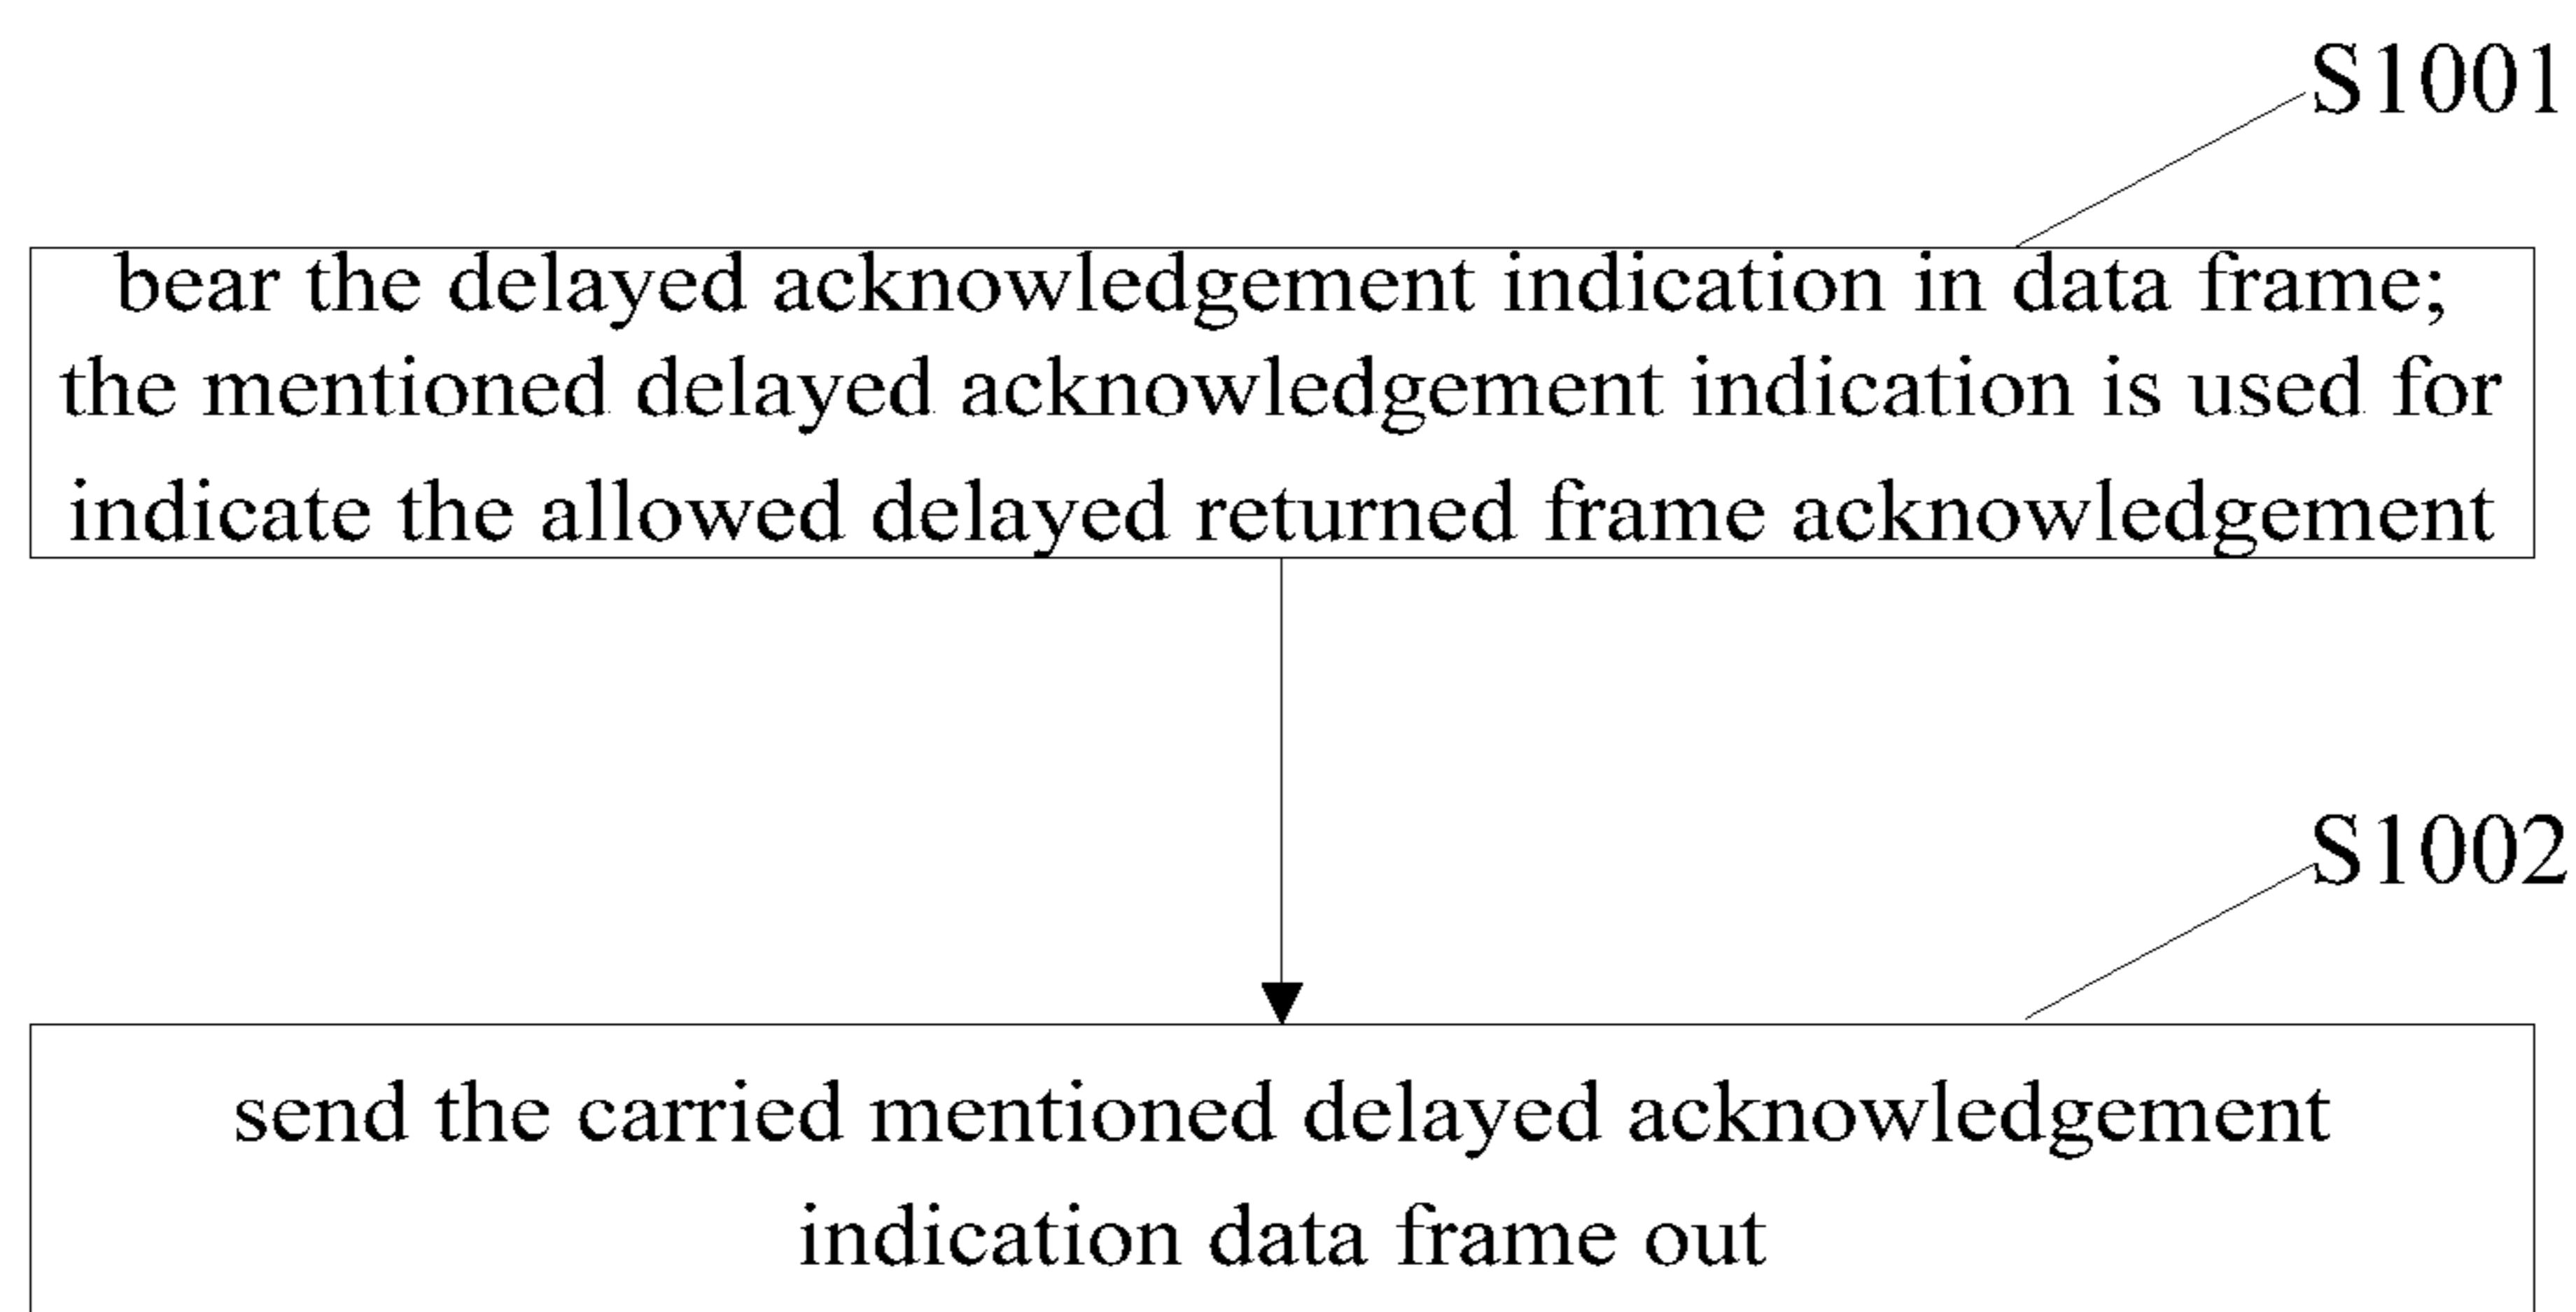 S1001
bear the delayed acknowledgement indication in data frame;
the mentioned delayed acknowledgement indication is used for
indicate the allowed delayed returned frame acknowledgement
S1002
send the carried mentioned delayed acknowledgement
indication data frame out